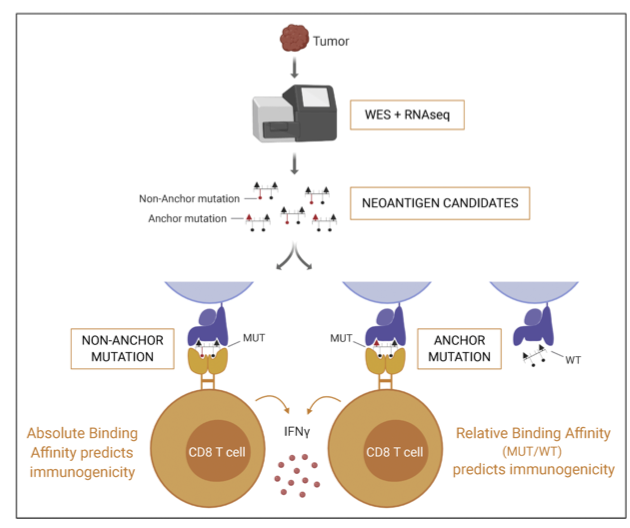 Tumor
WES + RNAseq
Non-Anchor mutation
Anchor mutation
NEOANTIGEN CANDIDATES
NON-ANCHOR
MUTATION
MUT
MUT
ANCHOR
MUTATION
WT
Absolute Binding
Affinity predicts
immunogenicity
CD8 T cell
IFNγ
CD8 T cell
Relative Binding Affinity
(MUT/WT)
predicts immunogenicity